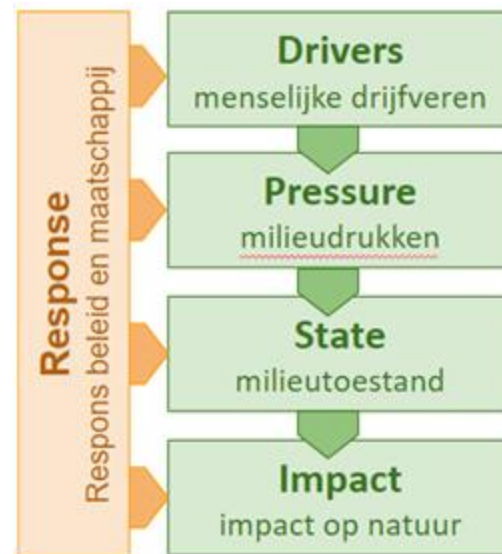 Response
Respons beleid en maatschappij
Drivers
menselijke drijfveren
Pressure
milieudrukken
State
milieutoestand
Impact
impact op natuur